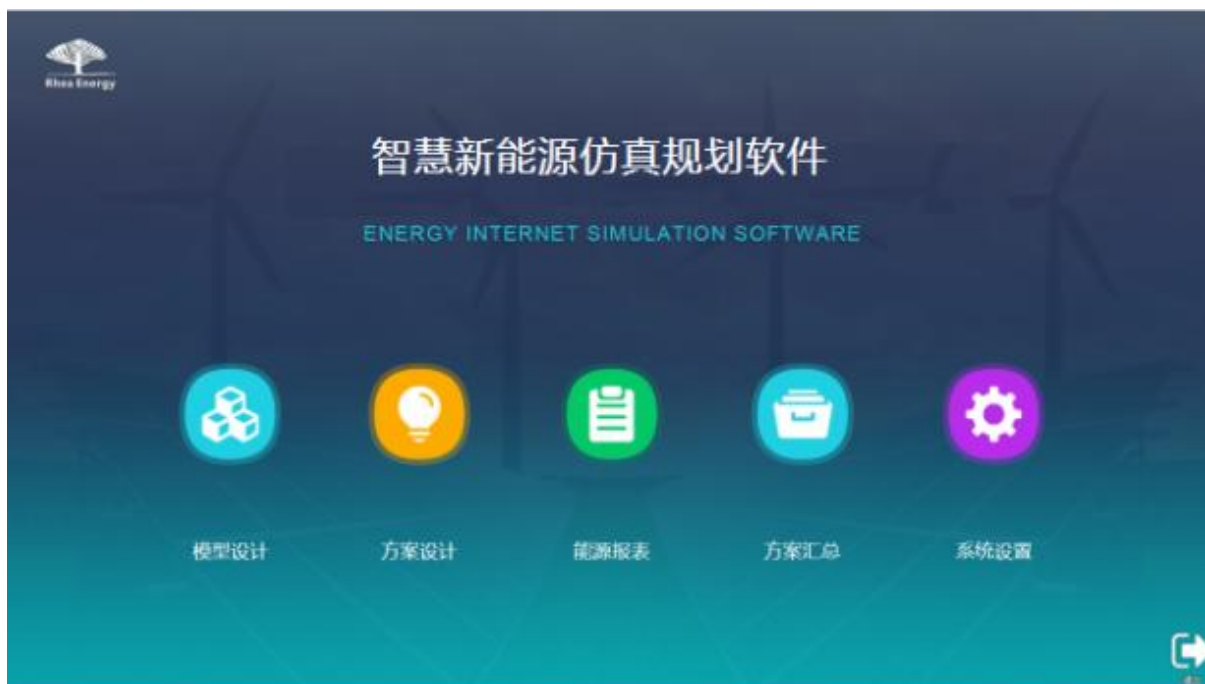 Rhea Energy
智慧新能源仿真规划软件
ENERGY INTERNET SIMULATION SOFTWARE
模型设计
方案设计
能源报表
方案汇总
系统设置